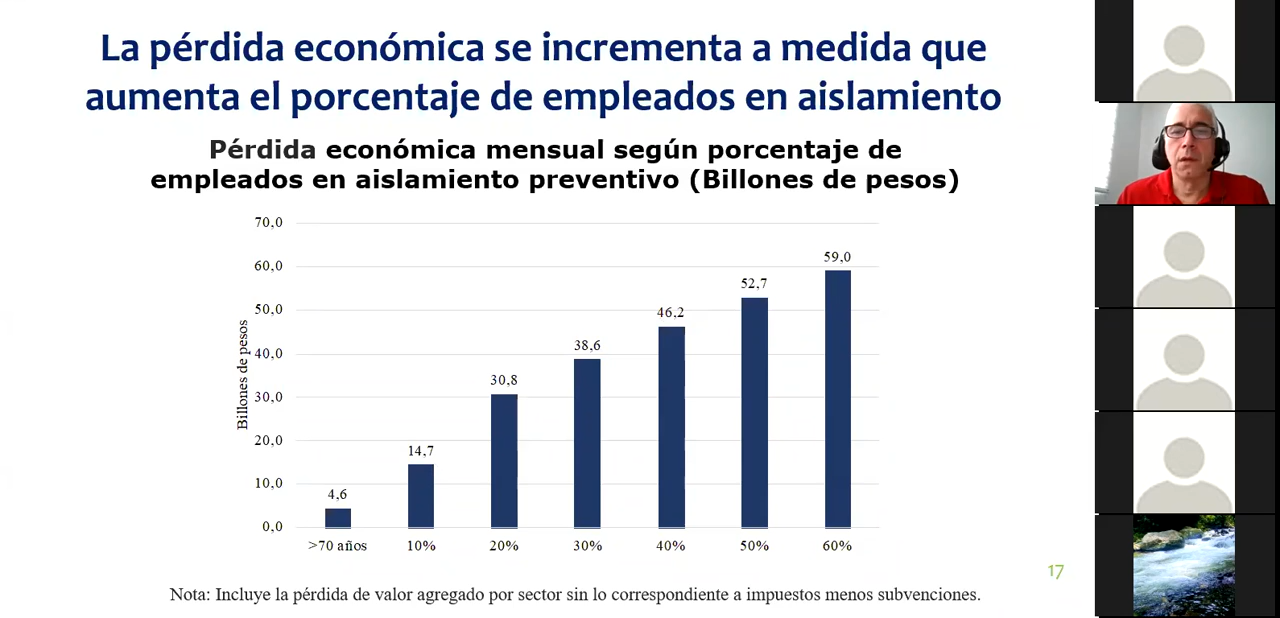 La pérdida económica se incrementa a medida que
aumenta el porcentaje de empleados en aislamiento
Pérdida económica mensual según porcentaje de
empleados en aislamiento preventivo (Billones de pesos)
Billones de pesos
70,0
60,0
50,0
40,0
30,0
20,0
10,0
0,0
4,6
14,7
30,8
38,6
46,2
52,7
59,0
>70 años 10% 20% 30% 40% 50% 60%
17
Nota: Incluye la pérdida de valor agregado por sector sin lo correspondiente a impuestos menos subvenciones.